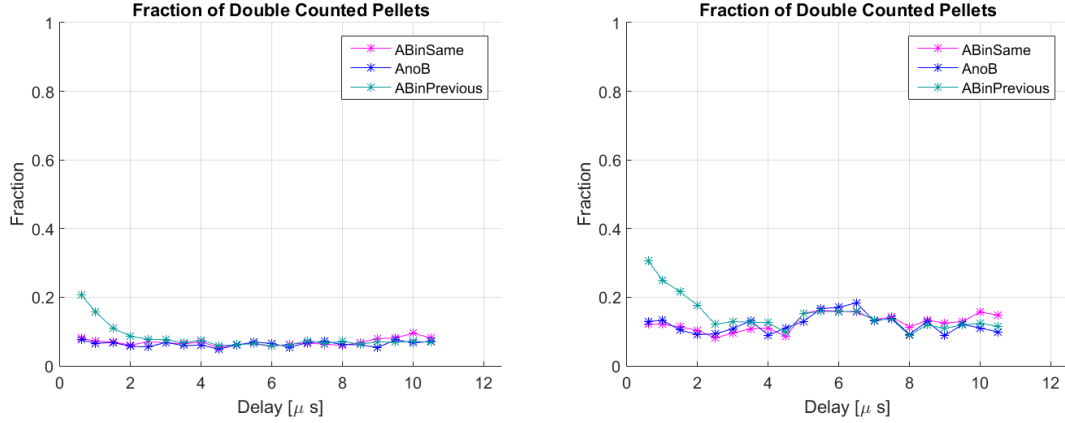 Fraction of Double Counted Pellets
1
0.8
0.6
0.4
0.2
0
Fraction
0 2 4 6 8 10 12
Delay [μ s]
ABinSame
AnoB
ABinPrevious
Fraction of Double Counted Pellets
1
0.8
0.6
0.4
0.2
0
Fraction
0 2 4 6 8 10 12
Delay [μ s]
ABinSame
AnoB
ABinPrevious